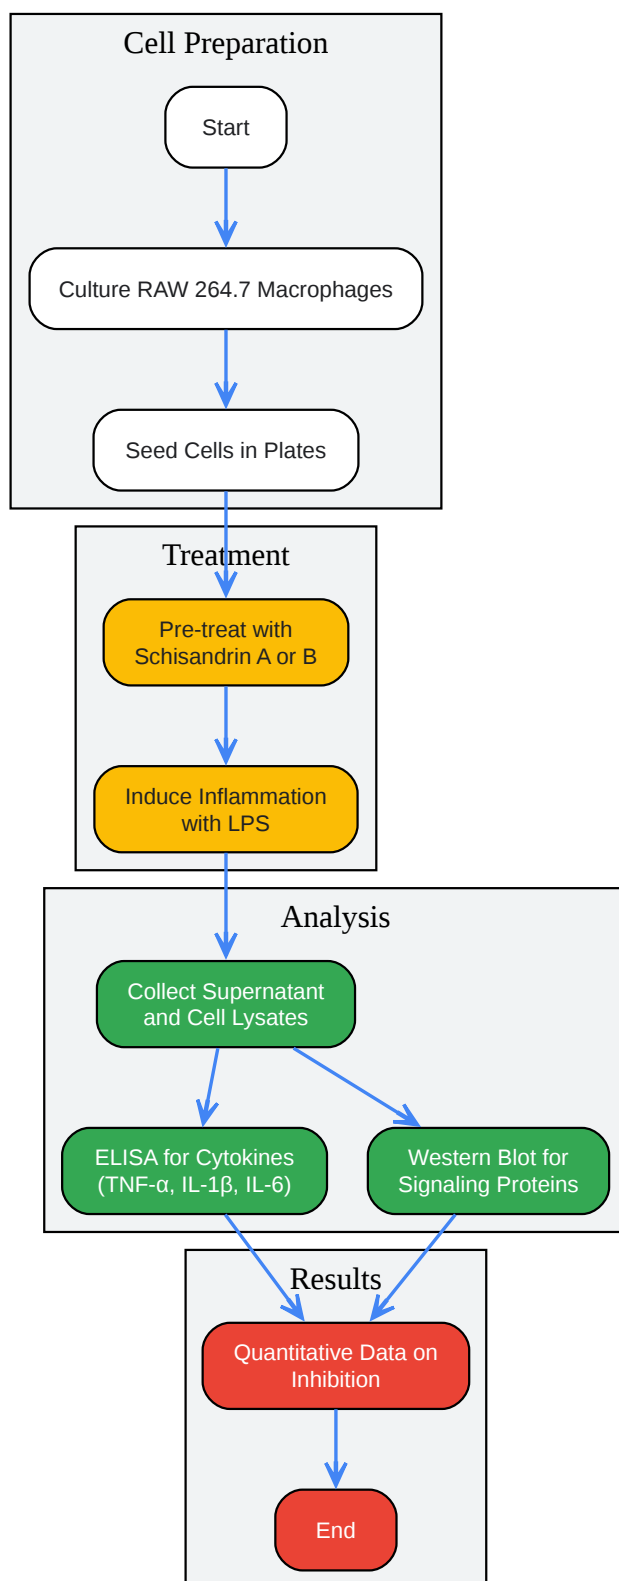 Cell Preparation
Start
Culture RAW 264.7 Macrophages
Seed Cells in Plates
Treatment
Pre-treat with
Schisandrin A or B
Induce Inflammation
with LPS
Analysis
Collect Supernatant
and Cell Lysates
ELISA for Cytokines
(TNF-α, IL-1β, IL-6)
Western Blot for
Signaling Proteins
Results
Quantitative Data on
Inhibition
End